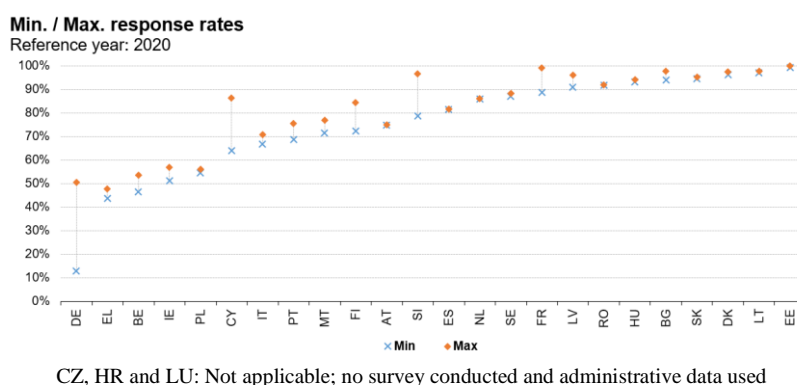 Min. / Max. response rates
Reference year: 2020
100%
90%
80%
70%
60%
50%
40%
30%
20%
10%
0%
DE EL BE IE PL CY IT PT MT FI AT SI ES NL SE FR LV RO HU BG SK DK LT EE
Min Max
CZ, HR and LU: Not applicable; no survey conducted and administrative data used